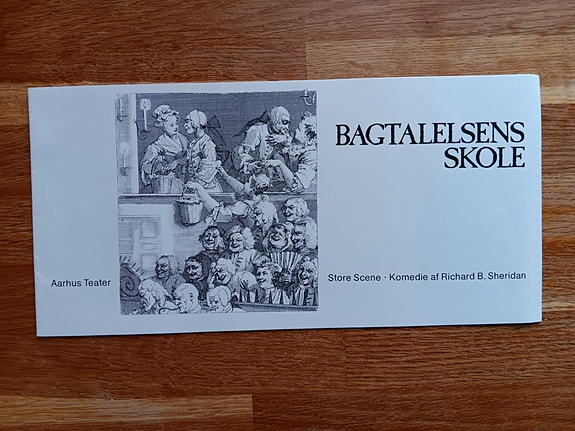 BAGTALELSENS
SKOLE
Aarhus Teater
Store Scene · Komedie af Richard B. Sheridan